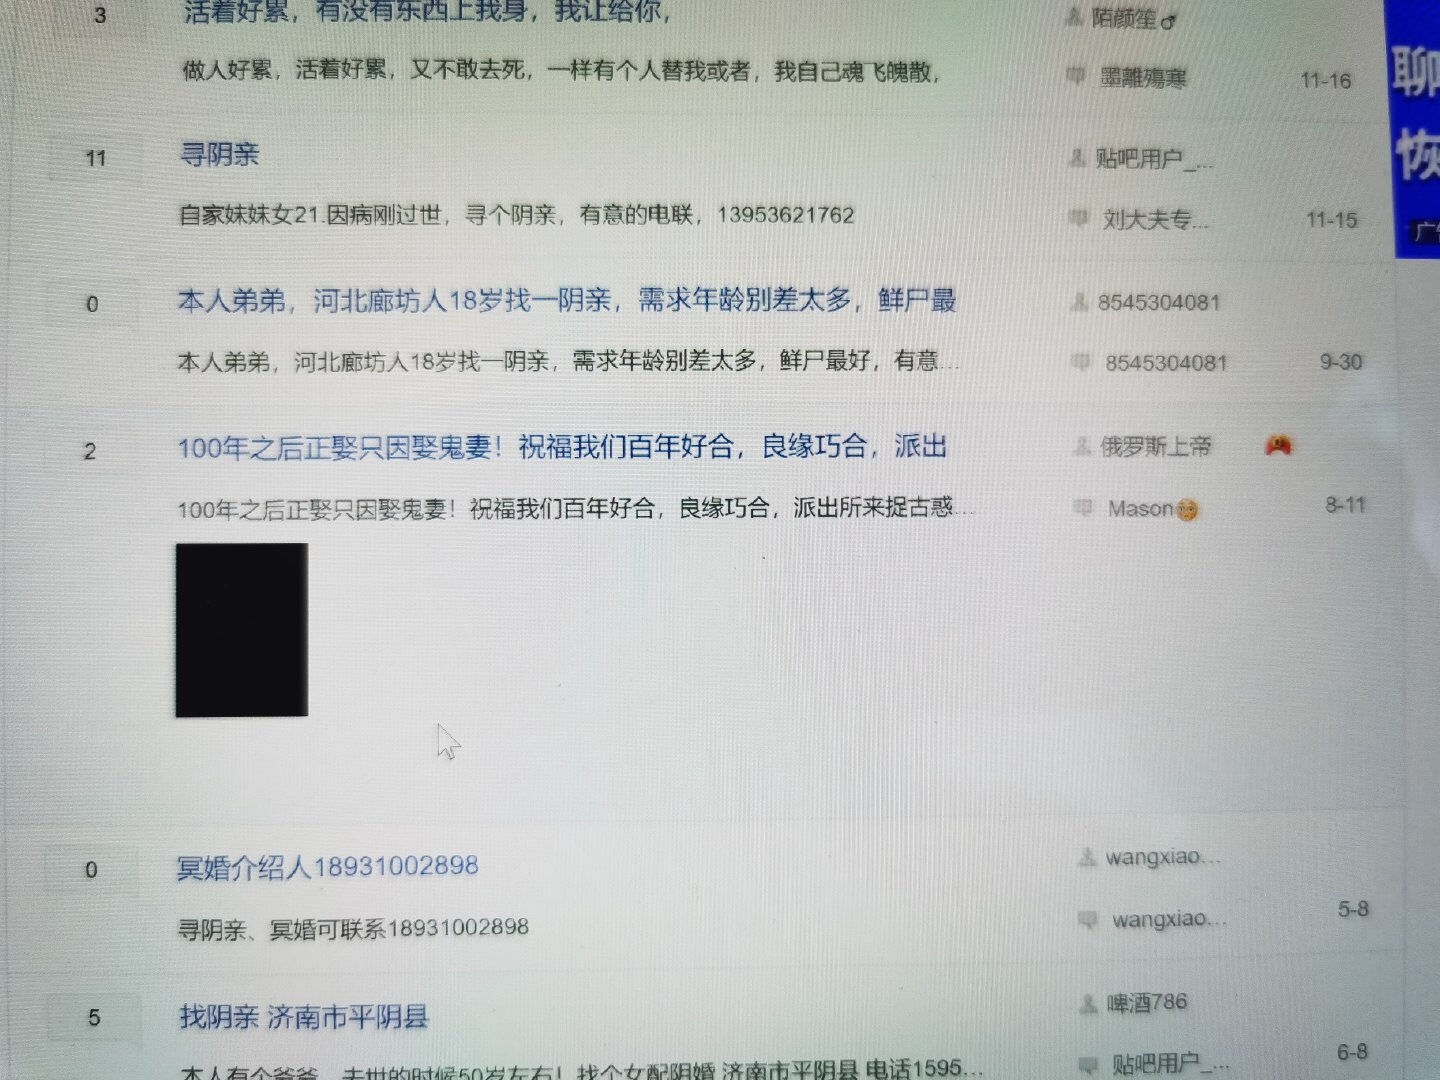 3
活着好累，有没有东西上我身，我让给你，
陌颜笙♂
做人好累，活着好累，又不敢去死，一样有个人替我或者，我自己魂飞魄散，
墨離殤寒
11-16
聊
恢
广告
11
寻阴亲
贴吧用户_...
自家妹妹女21.因病刚过世，寻个阴亲，有意的电联，13953621762
刘大夫专...
11-15
0
本人弟弟，河北廊坊人18岁找一阴亲，需求年龄别差太多，鲜尸最
8545304081
本人弟弟，河北廊坊人18岁找一阴亲，需求年龄别差太多，鲜尸最好，有意...
8545304081
9-30
2
100年之后正娶只因娶鬼妻！祝福我们百年好合，良缘巧合，派出
俄罗斯上帝
100年之后正娶只因娶鬼妻！祝福我们百年好合，良缘巧合，派出所来捉古惑...
Mason
8-11
0
冥婚介绍人18931002898
wangxiao...
寻阴亲、冥婚可联系18931002898
wangxiao...
5-8
5
找阴亲 济南市平阴县
啤酒786
本人有个爷爷，去世的时候50岁左右！找个女配阴婚 济南市平阴县 电话1595...
贴吧用户_...
6-8